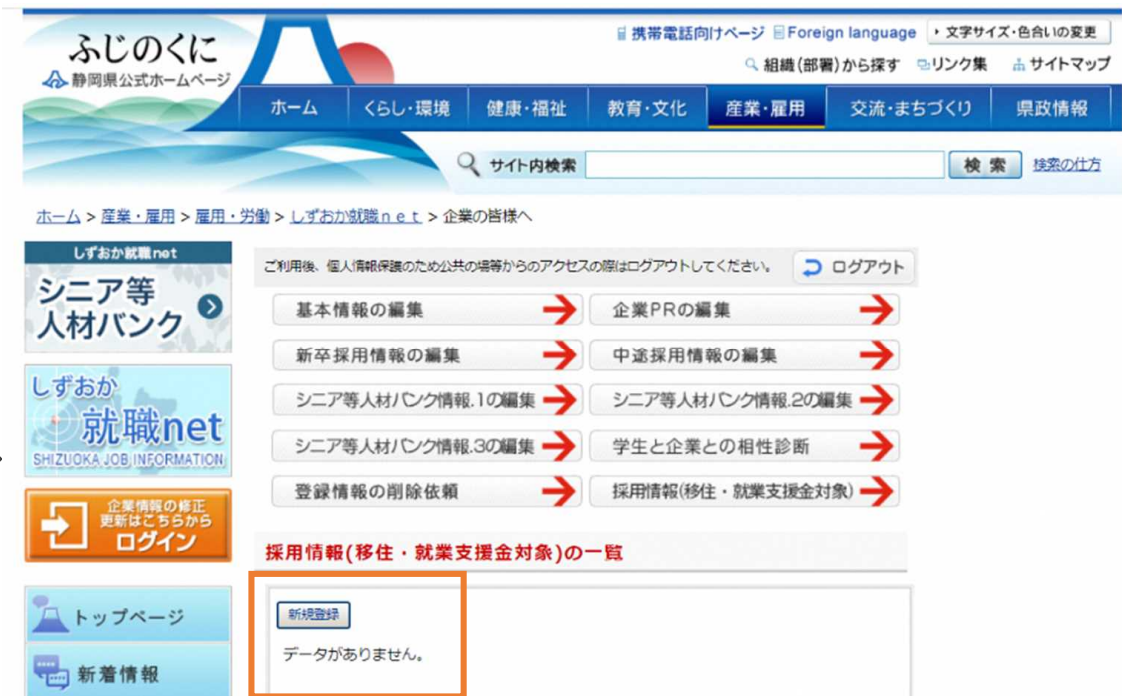 ふじのくに
静岡県公式ホームページ
携帯電話向けページ Foreign language 文字サイズ・色合いの変更
組織(部署)から探す リンク集 サイトマップ
ホーム くらし・環境 健康・福祉 教育・文化 産業・雇用 交流・まちづくり 県政情報
サイト内検索 検索 検索の仕方
ホーム > 産業・雇用 > 雇用・労働 > しずおか就職net > 企業の皆様へ
しずおか就職net
シニア等
人材バンク
ご利用後、個人情報保護のため公共の場等からのアクセスの際はログアウトしてください。 ログアウト
基本情報の編集 企業PRの編集
新卒採用情報の編集 中途採用情報の編集
シニア等人材バンク情報.1の編集 シニア等人材バンク情報.2の編集
シニア等人材バンク情報.3の編集 学生と企業との相性診断
登録情報の削除依頼 採用情報(移住・就業支援金対象)
しずおか
就職net
SHIZUOKA JOB INFORMATION
企業情報の修正
更新はこちらから
ログイン
採用情報(移住・就業支援金対象)の一覧
新規登録
データがありません。
トップページ
新着情報